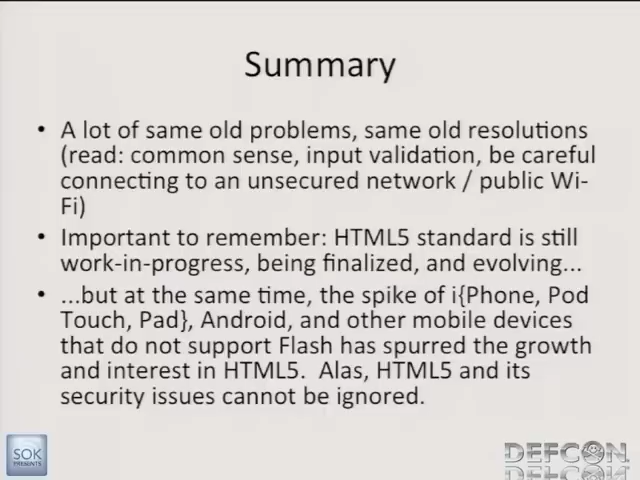 Summary
• A lot of same old problems, same old resolutions
(read: common sense, input validation, be careful
connecting to an unsecured network / public Wi-
Fi)
• Important to remember: HTML5 standard is still
work-in-progress, being finalized, and evolving...
• ...but at the same time, the spike of i{Phone, Pod
Touch, Pad}, Android, and other mobile devices
that do not support Flash has spurred the growth
and interest in HTML5.  Alas, HTML5 and its
security issues cannot be ignored.
SOK
PRESENTS
DEFCON